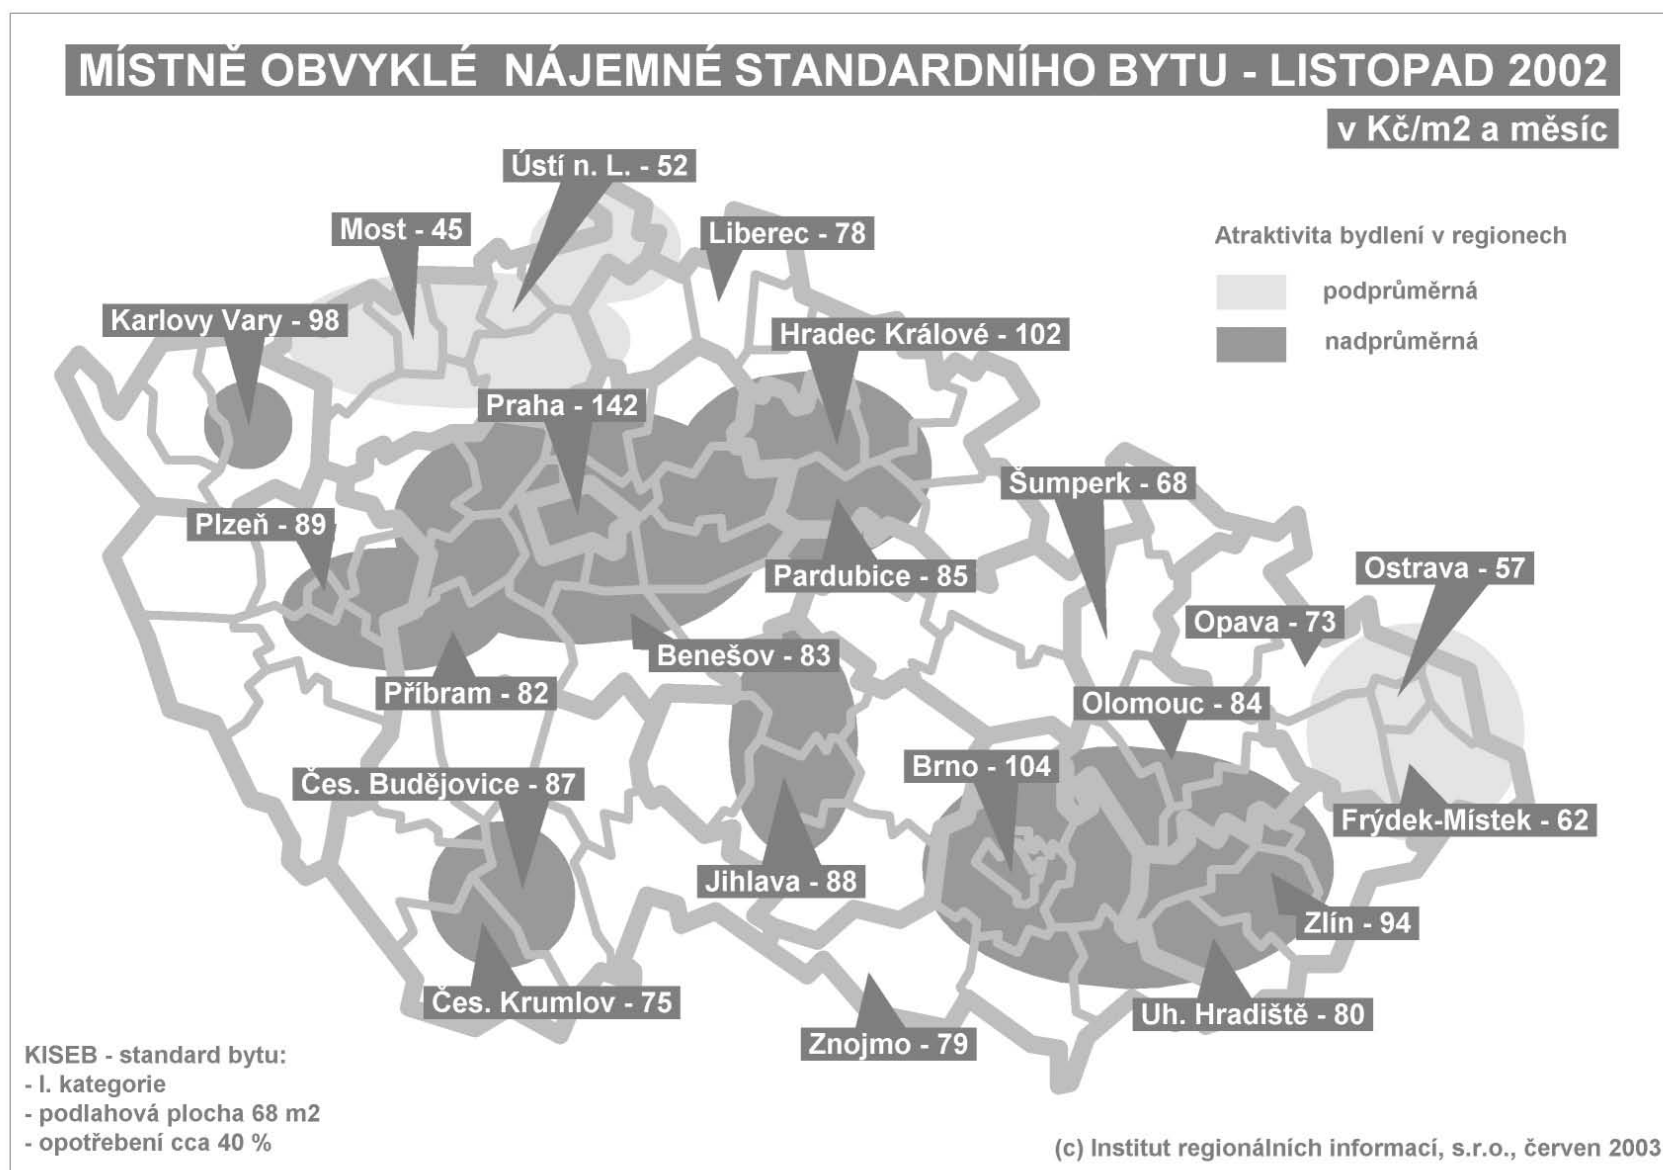 MÍSTNĚ OBVYKLÉ NÁJEMNÉ STANDARDNÍHO BYTU - LISTOPAD 2002
v Kč/m2 a měsíc
Ústí n. L. - 52
Most - 45
Liberec - 78
Atraktivita bydlení v regionech
podprůměrná
nadprůměrná
Karlovy Vary - 98
Hradec Králové - 102
Praha - 142
Šumperk - 68
Plzeň - 89
Pardubice - 85
Ostrava - 57
Opava - 73
Benešov - 83
Příbram - 82
Olomouc - 84
Brno - 104
Čes. Budějovice - 87
Frýdek-Místek - 62
Jihlava - 88
Zlín - 94
Čes. Krumlov - 75
Uh. Hradiště - 80
Znojmo - 79
KISEB - standard bytu:
- I. kategorie
- podlahová plocha 68 m2
- opotřebení cca 40 %
(c) Institut regionálních informací, s.r.o., červen 2003